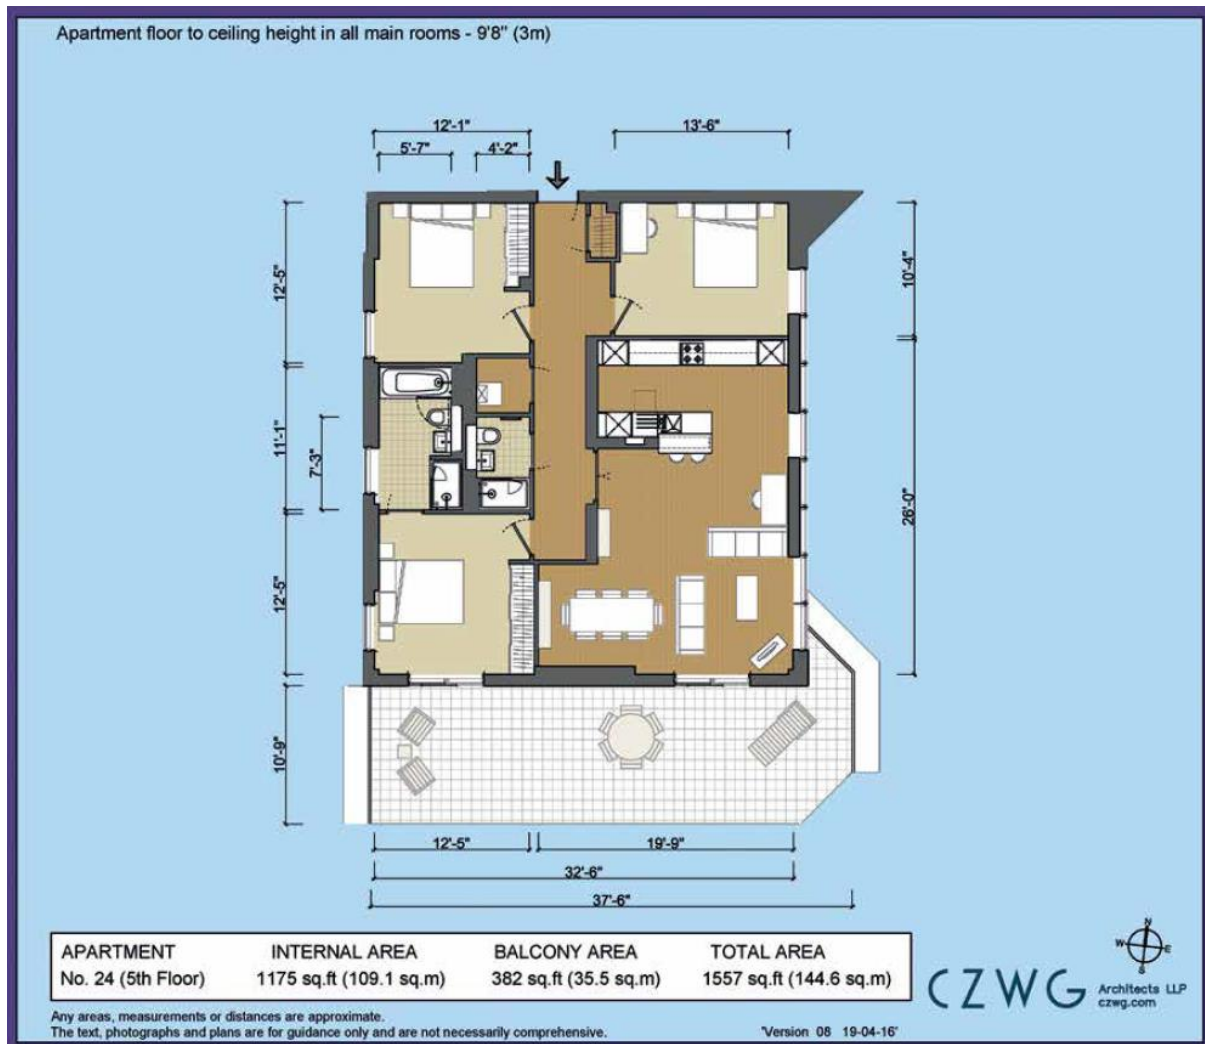 Apartment floor to ceiling height in all main rooms - 9'8" (3m)
12'-1"
13'-6"
5'-7"
4'-2"
12'-5"
10'-4"
11'-1"
7'-3"
26'-0"
12'-5"
10'-9"
12'-5"
19'-9"
32'-6"
37'-6"
APARTMENT INTERNAL AREA BALCONY AREA TOTAL AREA
No. 24 (5th Floor) 1175 sq.ft (109.1 sq.m) 382 sq.ft (35.5 sq.m) 1557 sq.ft (144.6 sq.m)
N
W E
S
CZWG Architects LLP
czwg.com
Any areas, measurements or distances are approximate.
The text, photographs and plans are for guidance only and are not necessarily comprehensive.
'Version 08 19-04-16'